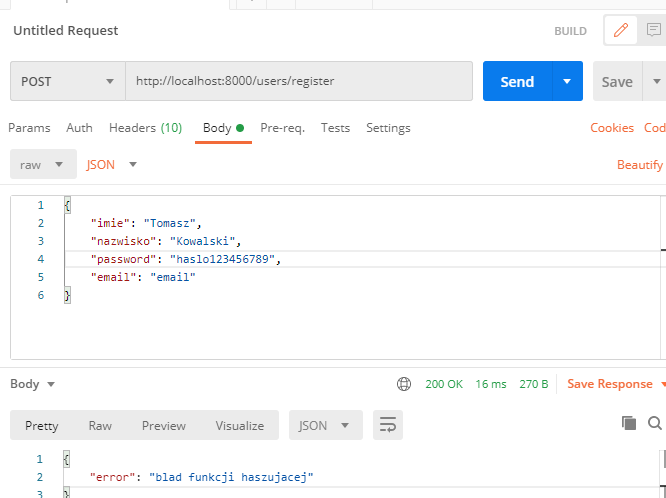 Untitled Request BUILD
POST http://localhost:8000/users/register Send Save
Params Auth Headers (10) Body Pre-req. Tests Settings Cookies Cod
raw JSON Beautify
1 {
2 "imie": "Tomasz",
3 "nazwisko": "Kowalski",
4 "password": "haslo123456789",
5 "email": "email"
6 }
Body 200 OK 16 ms 270 B Save Response
Pretty Raw Preview Visualize JSON
1 {
2 "error": "blad funkcji haszujacej"
3 }